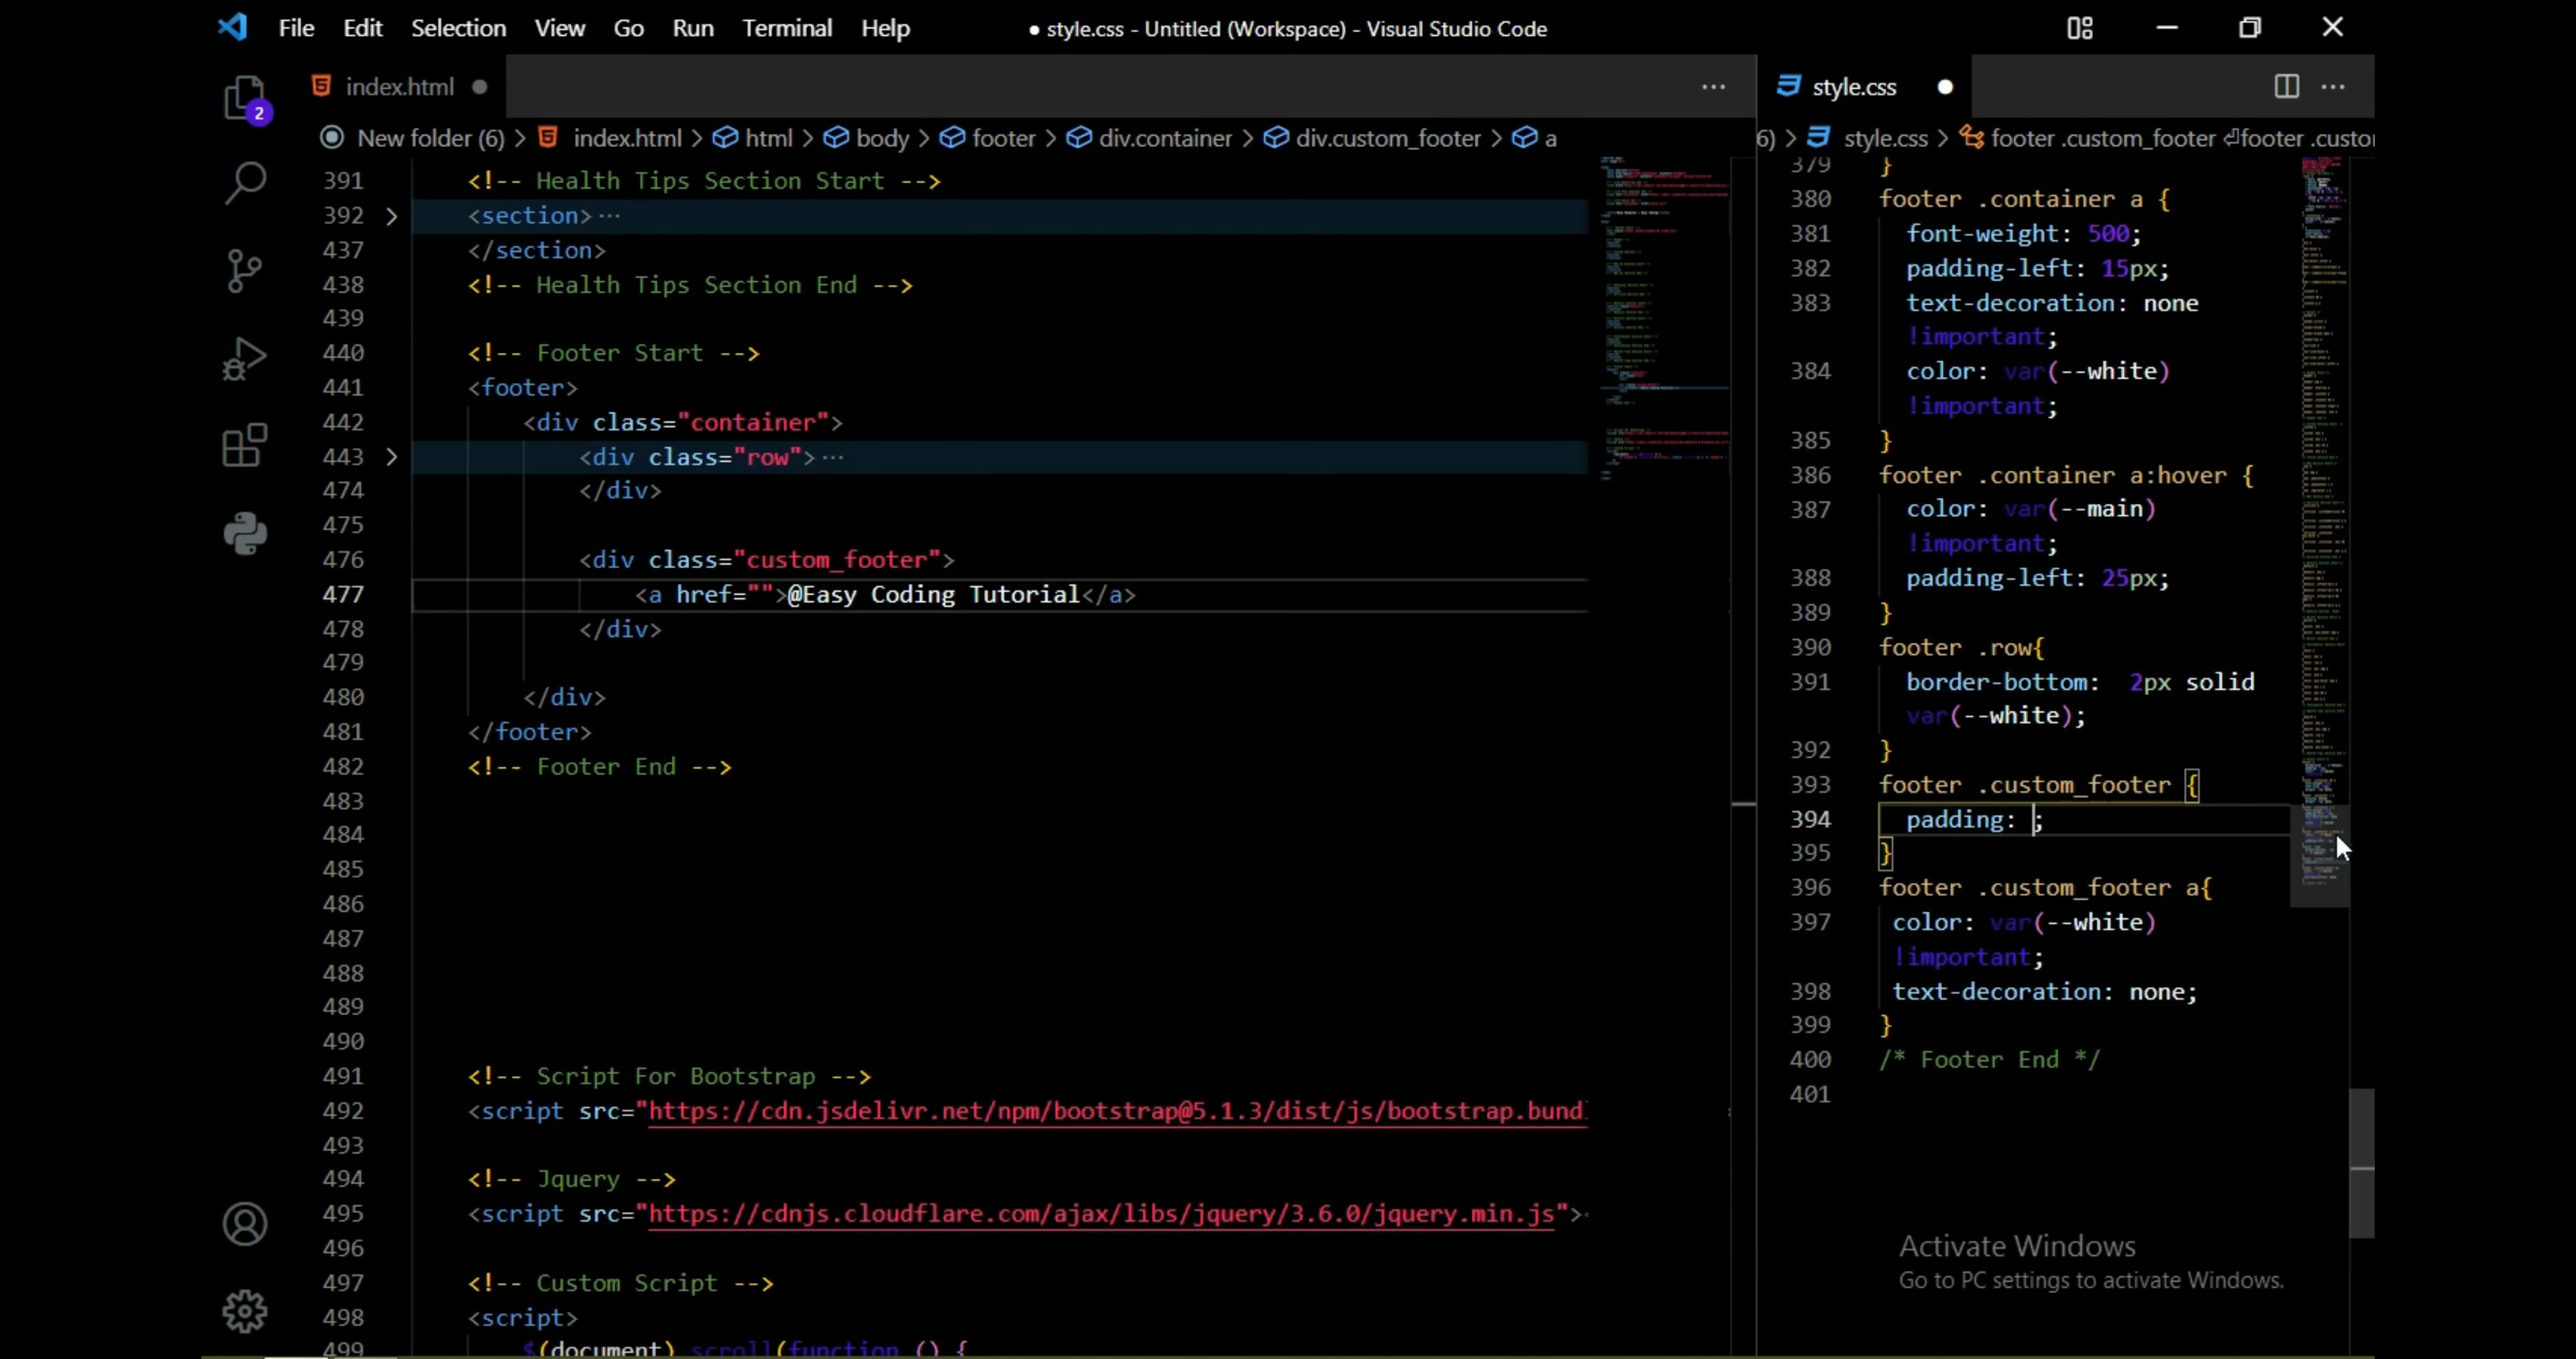 File Edit Selection View Go Run Terminal Help ● style.css - Untitled (Workspace) - Visual Studio Code
2
index.html
New folder (6) > index.html > html > body > footer > div.container > div.custom_footer > a
391 <!-- Health Tips Section Start -->
392 <section>···
437 </section>
438 <!-- Health Tips Section End -->
439
440 <!-- Footer Start -->
441 <footer>
442 <div class="container">
443 <div class="row">···
474 </div>
475
476 <div class="custom_footer">
477 <a href="">@Easy Coding Tutorial</a>
478 </div>
479
480 </div>
481 </footer>
482 <!-- Footer End -->
483
484
485
486
487
488
489
490
491 <!-- Script For Bootstrap -->
492 <script src="https://cdn.jsdelivr.net/npm/bootstrap@5.1.3/dist/js/bootstrap.bundl
493
494 <!-- Jquery -->
495 <script src="https://cdnjs.cloudflare.com/ajax/libs/jquery/3.6.0/jquery.min.js">
496
497 <!-- Custom Script -->
498 <script>
499 $(document).scroll(function () {
style.css
6) > style.css > footer .custom_footer ⏎footer .custor
379 }
380 footer .container a {
381 font-weight: 500;
382 padding-left: 15px;
383 text-decoration: none
!important;
384 color: var(--white)
!important;
385 }
386 footer .container a:hover {
387 color: var(--main)
!important;
388 padding-left: 25px;
389 }
390 footer .row{
391 border-bottom:  2px solid
var(--white);
392 }
393 footer .custom_footer {
394 padding: ;
395 }
396 footer .custom_footer a{
397 color: var(--white)
!important;
398 text-decoration: none;
399 }
400 /* Footer End */
401
Activate Windows
Go to PC settings to activate Windows.